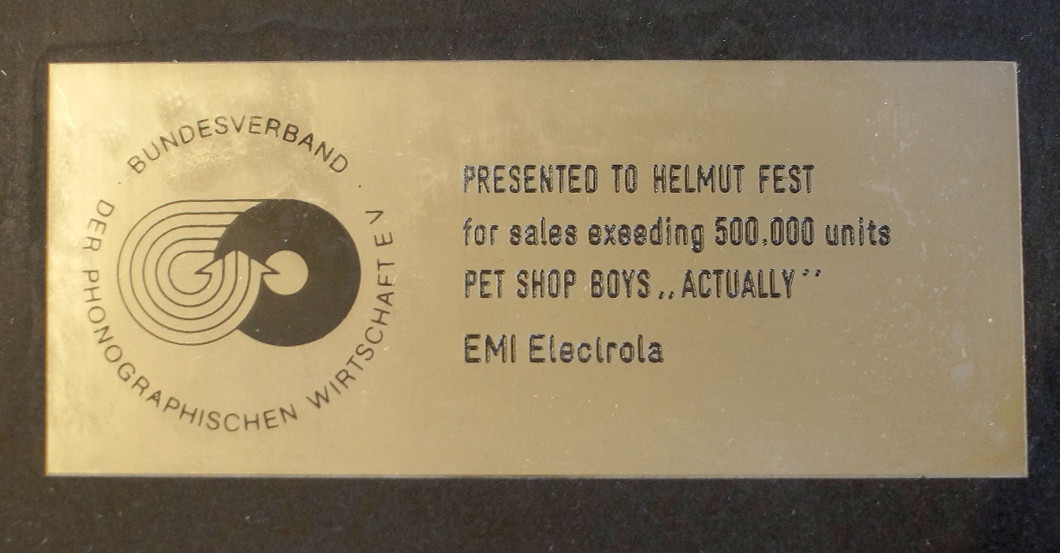 BUNDESVERBAND
DER PHONOGRAPHISCHEN WIRTSCHAFT E.V
PRESENTED TO HELMUT FEST
for sales exeeding 500.000 units
PET SHOP BOYS „ACTUALLY”
EMI Electrola